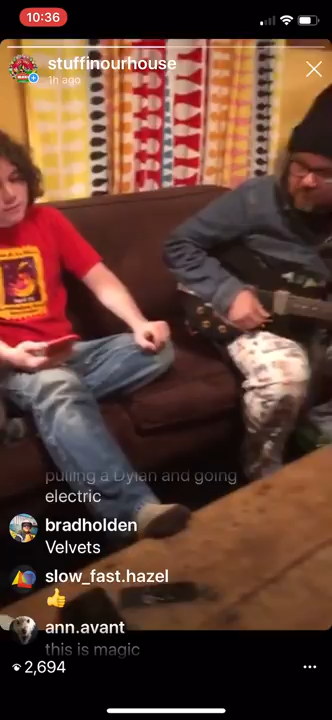 10:36
stuffinourhouse
1h ago
pulling a Dylan and going
electric
bradholden
Velvets
slow_fast.hazel
👍
ann.avant
this is magic
2,694